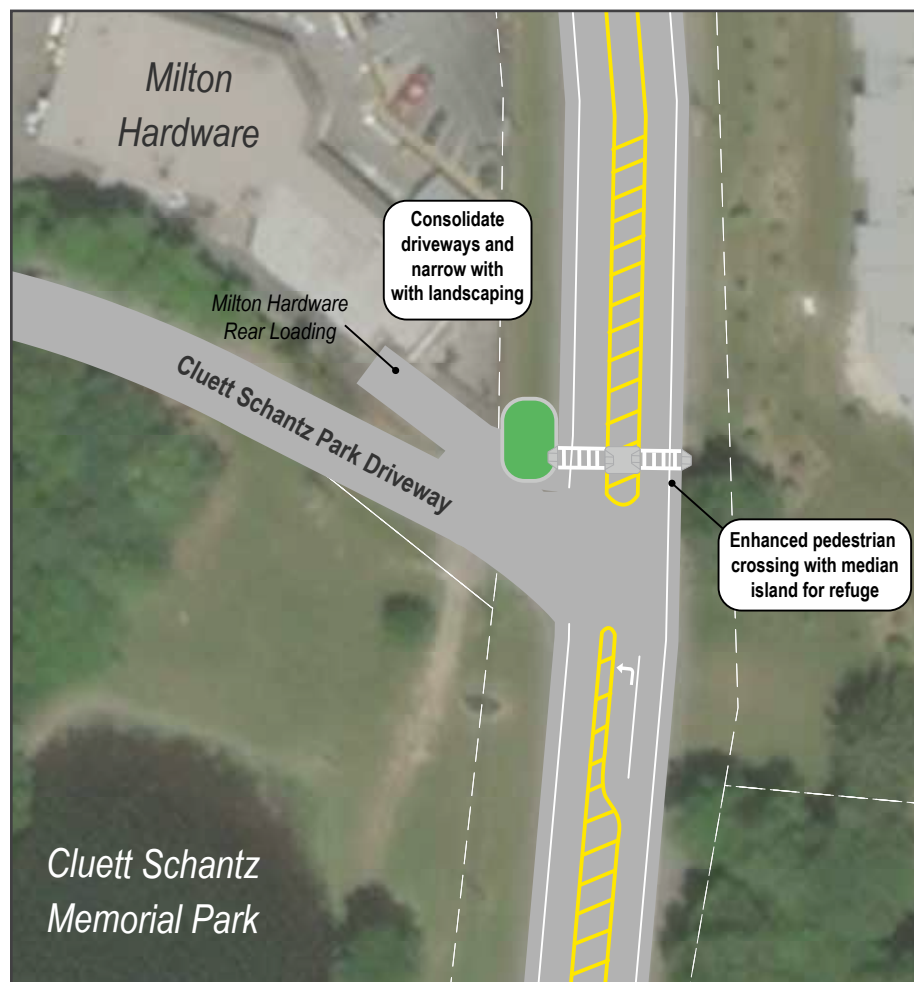 Milton
Hardware
Consolidate
driveways and
narrow with
with landscaping
Milton Hardware
Rear Loading
Cluett Schantz Park Driveway
Enhanced pedestrian
crossing with median
island for refuge
Cluett Schantz
Memorial Park